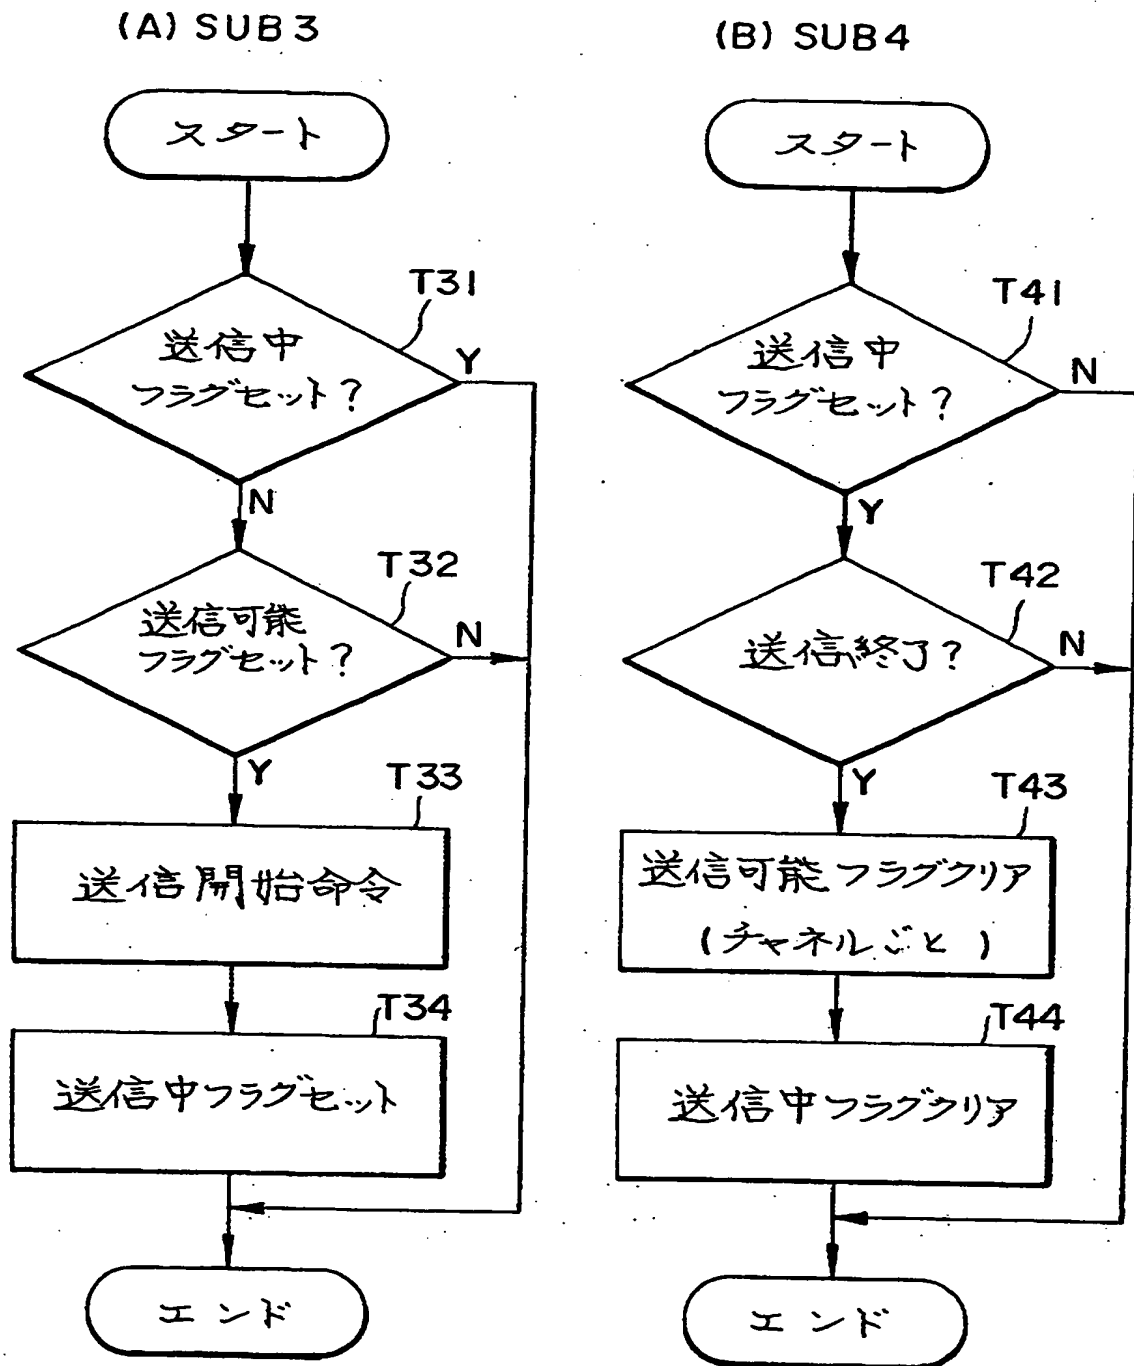 (A) SUB3
スタート
T31
送信中
フラグセット?
Y
N
T32
送信可能
フラグセット?
N
Y
T33
送信開始命令
T34
送信中フラグセット
エンド
(B) SUB4
スタート
T41
送信中
フラグセット?
N
Y
T42
送信終了?
N
Y
T43
送信可能フラグクリア
(チャネルごと)
T44
送信中フラグクリア
エンド